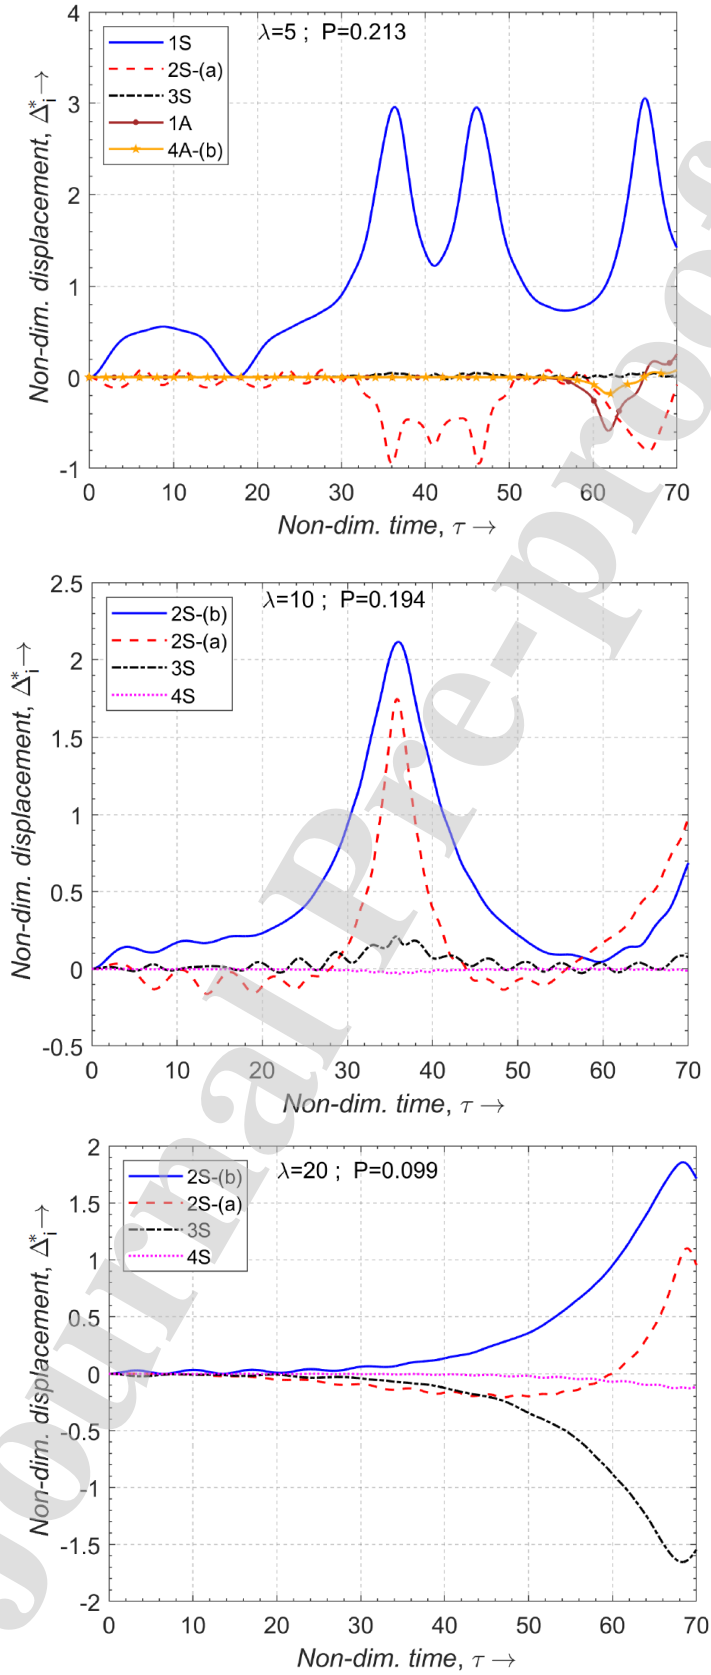 λ=5 ; P=0.213
1S
2S-(a)
3S
1A
4A-(b)
4
3
2
1
0
-1
Non-dim. displacement, Δ*i→
0 10 20 30 40 50 60 70
Non-dim. time, τ →
λ=10 ; P=0.194
2S-(b)
2S-(a)
3S
4S
2.5
2
1.5
1
0.5
0
-0.5
Non-dim. displacement, Δ*i→
0 10 20 30 40 50 60 70
Non-dim. time, τ →
λ=20 ; P=0.099
2S-(b)
2S-(a)
3S
4S
2
1.5
1
0.5
0
-0.5
-1
-1.5
-2
Non-dim. displacement, Δ*i→
0 10 20 30 40 50 60 70
Non-dim. time, τ →
Journal Pre-proof